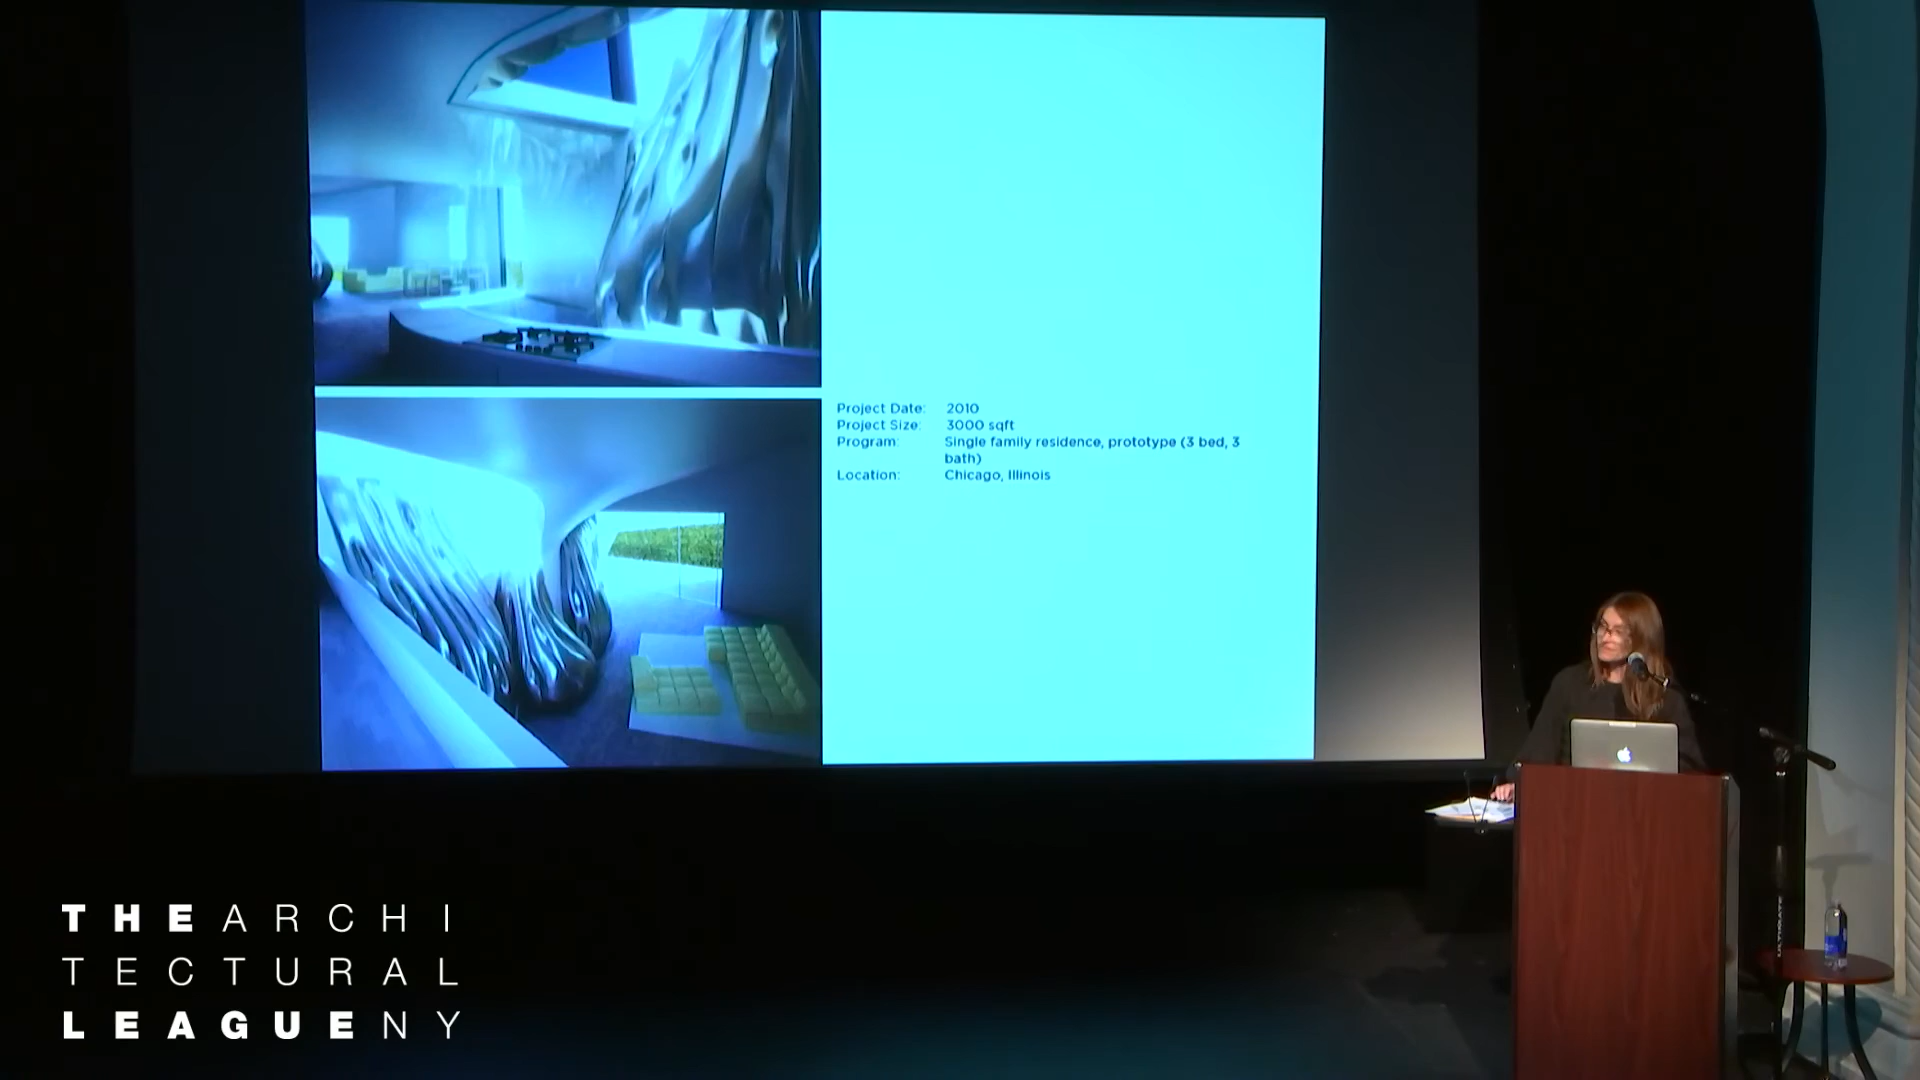 Project Date: 2010
Project Size: 3000 sqft
Program: Single family residence, prototype (3 bed, 3
bath)
Location: Chicago, Illinois
THE ARCHI
TECTURAL
LEAGUE NY
ULTIMATE